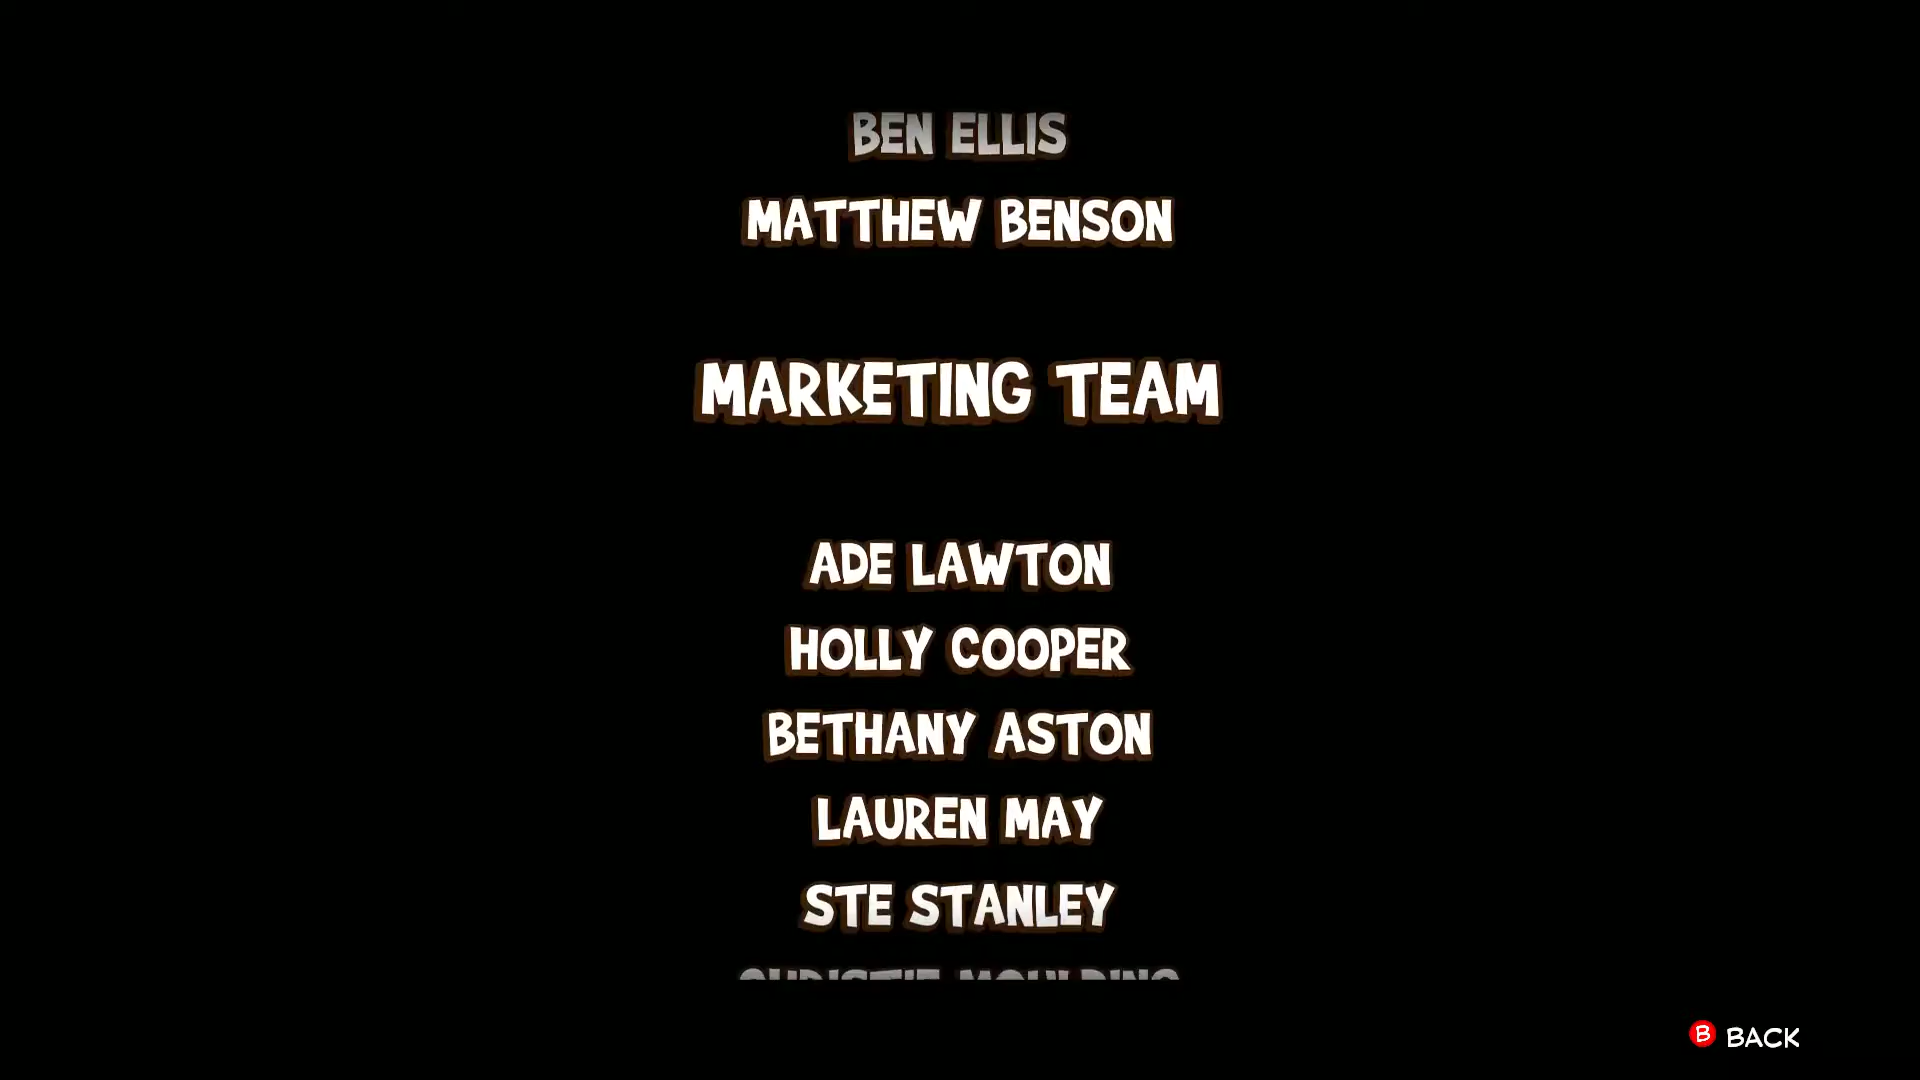 BEN ELLIS
MATTHEW BENSON
MARKETING TEAM
ADE LAWTON
HOLLY COOPER
BETHANY ASTON
LAUREN MAY
STE STANLEY
B BACK